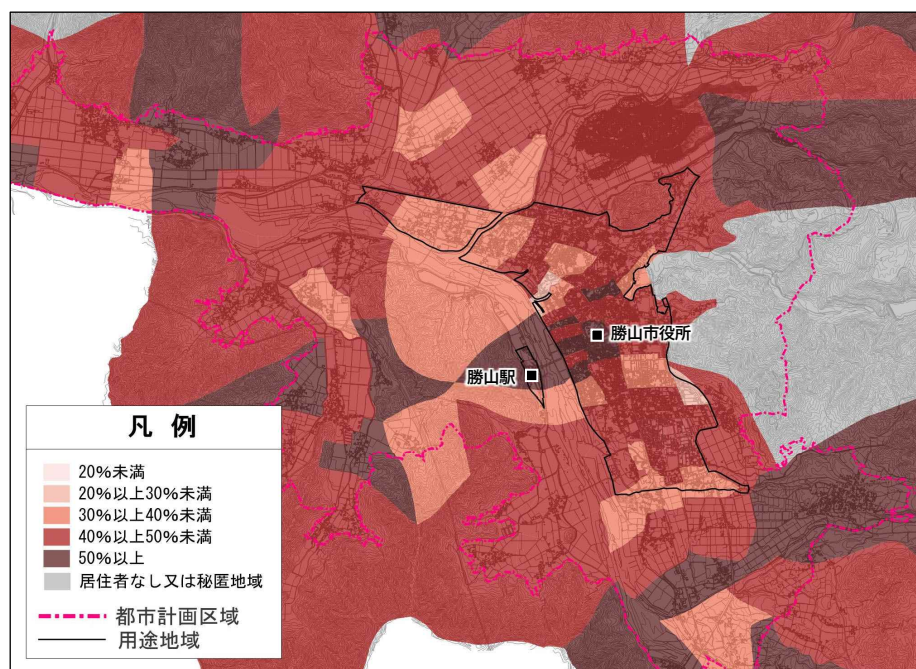 勝山市役所
勝山駅
凡 例
20%未満
20%以上30%未満
30%以上40%未満
40%以上50%未満
50%以上
居住者なし又は秘匿地域
都市計画区域
用途地域